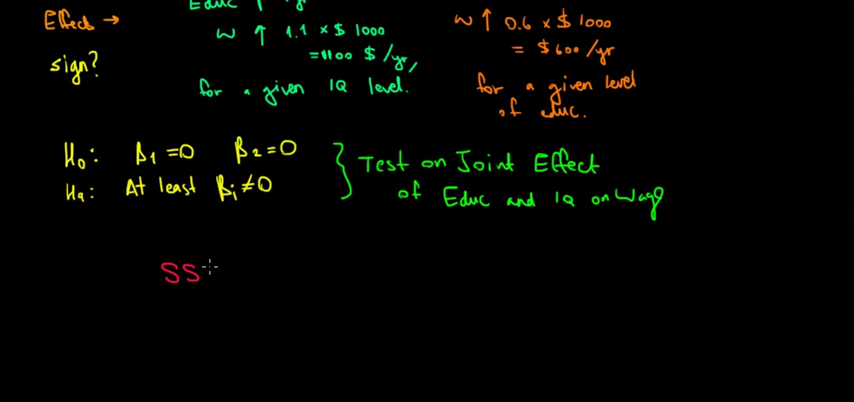 Educ ↑
Effects →
W ↑ 1.1 x $ 1000
= 1100 $ /yr,
for a given IQ level.
W ↑ 0.6 x $ 1000
= $600/yr
for a given level
of educ.
sign?
H₀: β₁ =0 β₂=0
Hₐ: At least βᵢ ≠0
} Test on Joint Effect
of Educ and IQ on Wage
SS